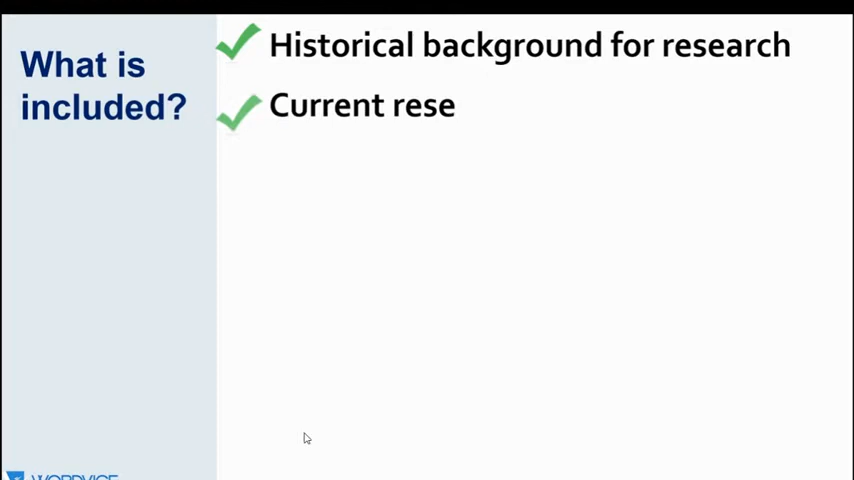 What is
included?
Historical background for research
Current rese
WORDVICE